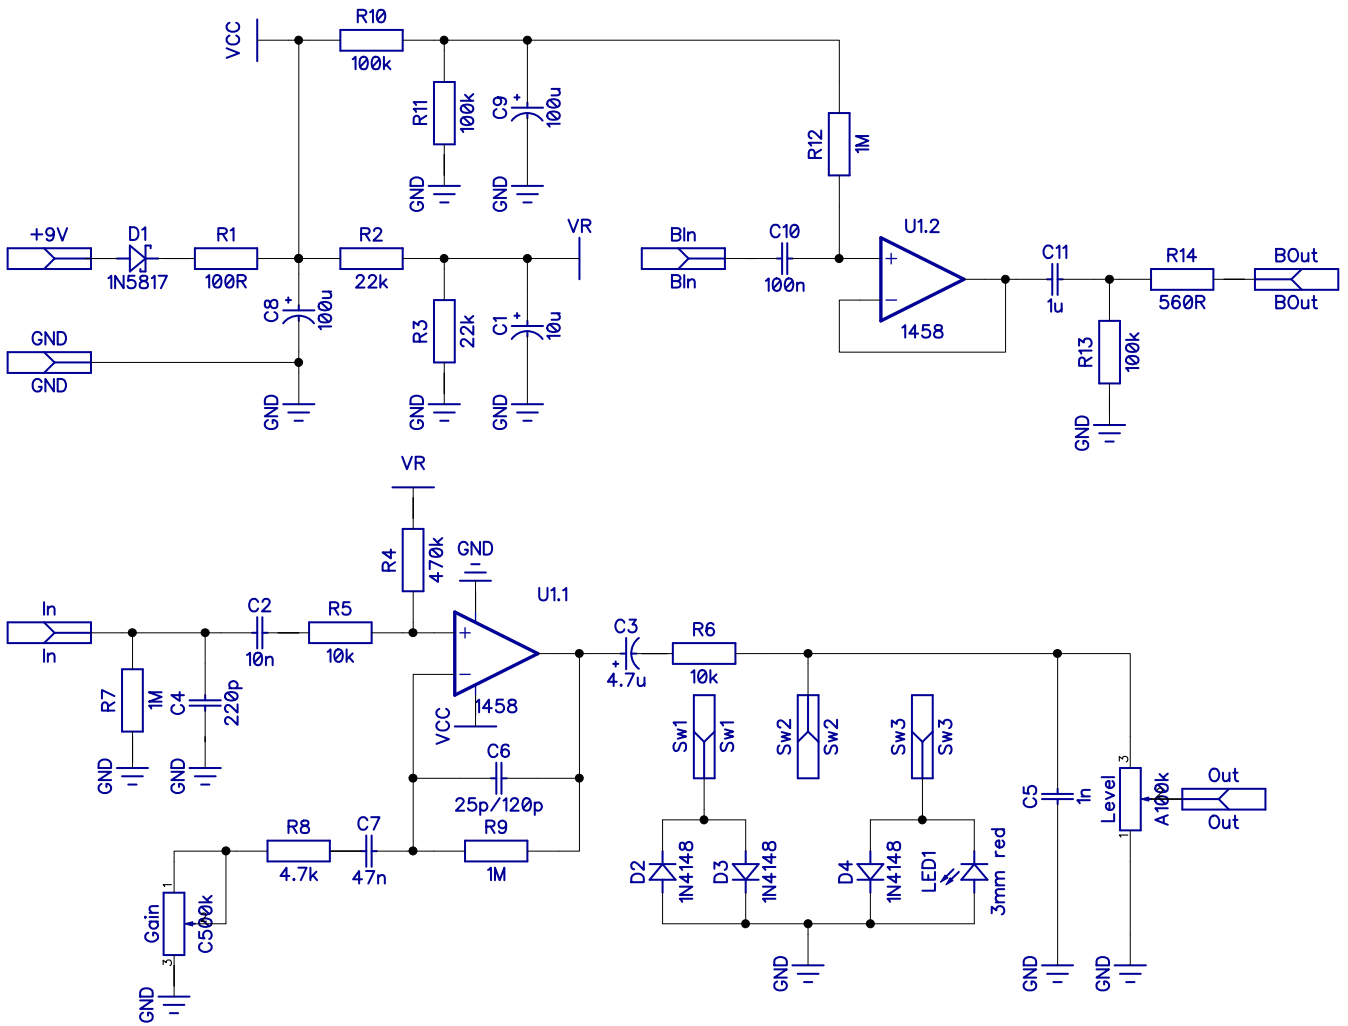 VCC
R10
100k
R11
100k
GND
C9
+
100u
GND
R12
1M
+9V
D1
1N5817
R1
100R
R2
22k
VR
C8
+
100u
GND
GND
GND
R3
22k
GND
C1
+
10u
GND
BIn
BIn
C10
100n
U1.2
+
−
1458
C11
1u
R13
100k
GND
R14
560R
BOut
BOut
VR
R4
470k
GND
U1.1
In
In
C2
10n
R5
10k
R7
1M
GND
C4
220p
GND
+
−
1458
VCC
C3
+
4.7u
R6
10k
C6
25p/120p
R8
4.7k
C7
47n
R9
1M
Gain
C500k
1
3
GND
Sw1
Sw1
Sw2
Sw2
Sw3
Sw3
D2
1N4148
D3
1N4148
D4
1N4148
LED1
3mm red
GND
C5
1n
GND
Level
A100k
3
1
GND
Out
Out